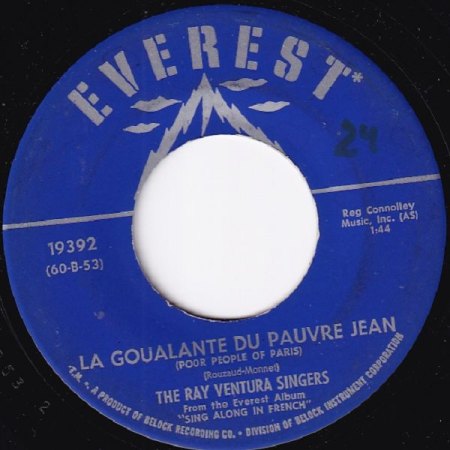 EVEREST*
24
Reg Connolley
Music, Inc. (AS)
1:44
19392
(60-B-53)
LA GOUALANTE DU PAUVRE JEAN
(POOR PEOPLE OF PARIS)
(Rouzaud-Monnet)
THE RAY VENTURA SINGERS
From the Everest Album
"SING ALONG IN FRENCH"
*T.M. • A PRODUCT OF BELOCK RECORDING CO. • DIVISION OF BELOCK INSTRUMENT CORPORATION